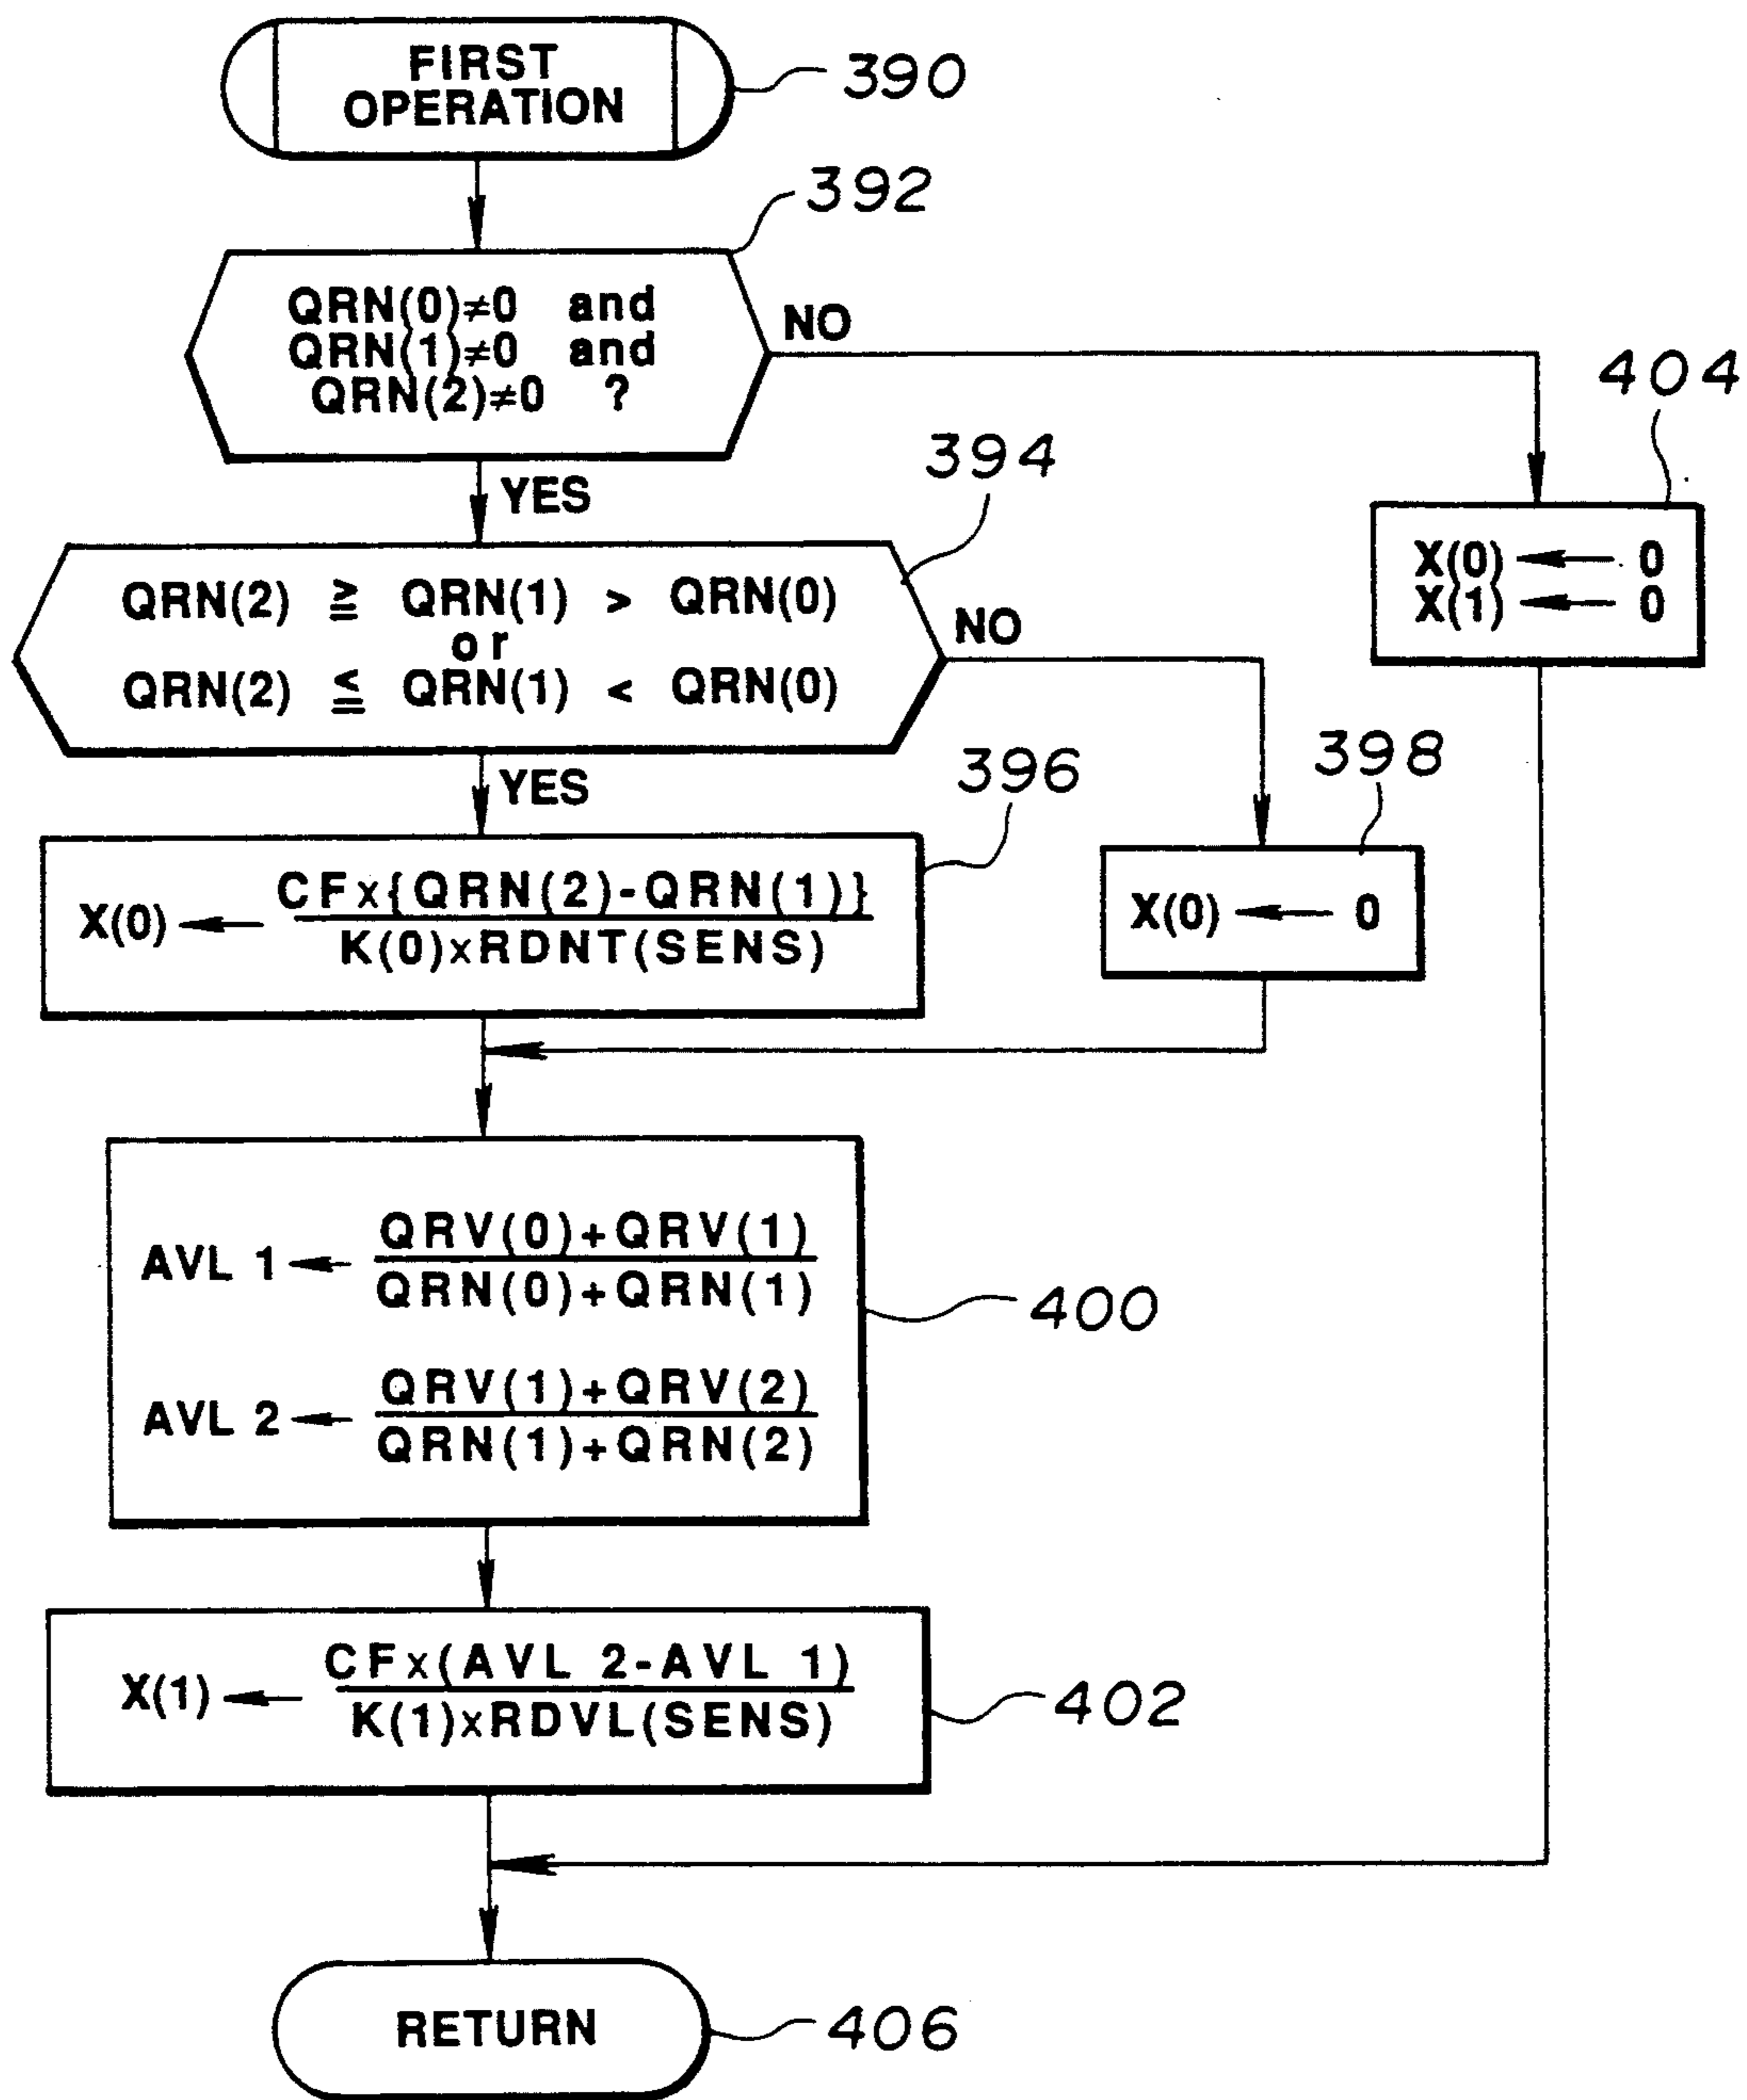 FIRST
OPERATION
390
392
QRN(0)≠0 and
QRN(1)≠0 and
QRN(2)≠0 ?
NO
YES
404
X(0) ← 0
X(1) ← 0
394
QRN(2) ≧ QRN(1) > QRN(0)
or
QRN(2) ≦ QRN(1) < QRN(0)
NO
YES
396
X(0) ← CF×{QRN(2)-QRN(1)}
K(0)×RDNT(SENS)
398
X(0) ← 0
AVL 1 ← QRV(0)+QRV(1)
QRN(0)+QRN(1)
400
AVL 2 ← QRV(1)+QRV(2)
QRN(1)+QRN(2)
X(1) ← CF×(AVL 2-AVL 1)
K(1)×RDVL(SENS)
402
RETURN
406